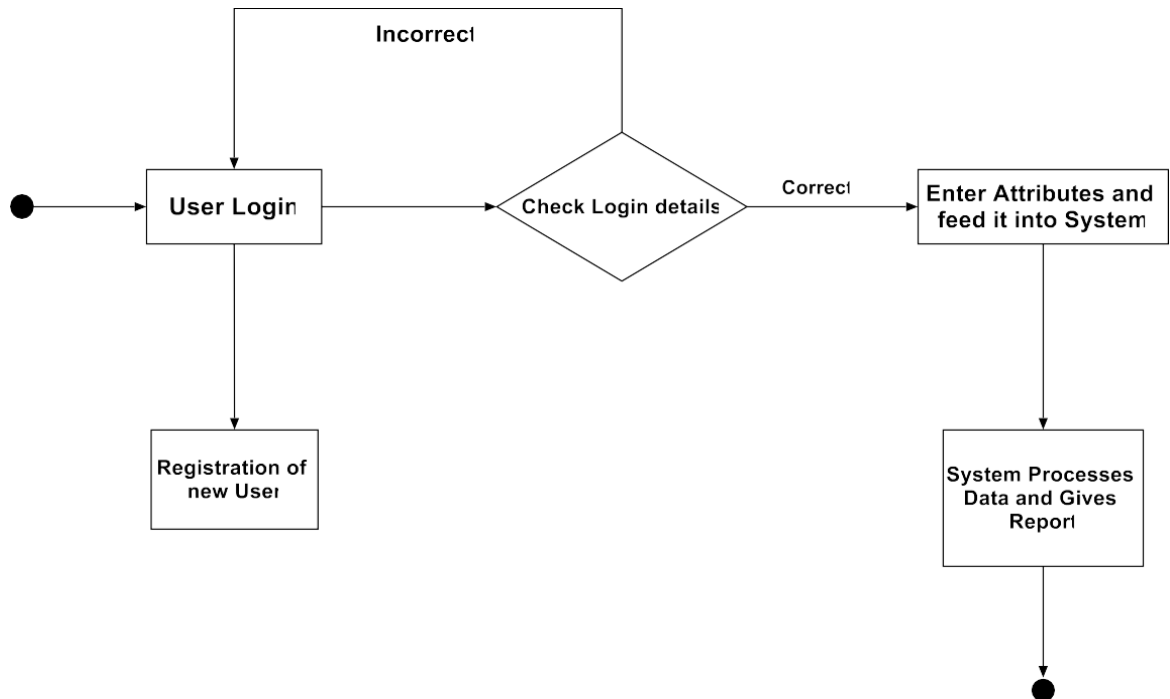 Incorrect
User Login
Check Login details
Correct
Enter Attributes and
feed it into System
Registration of
new User
System Processes
Data and Gives
Report